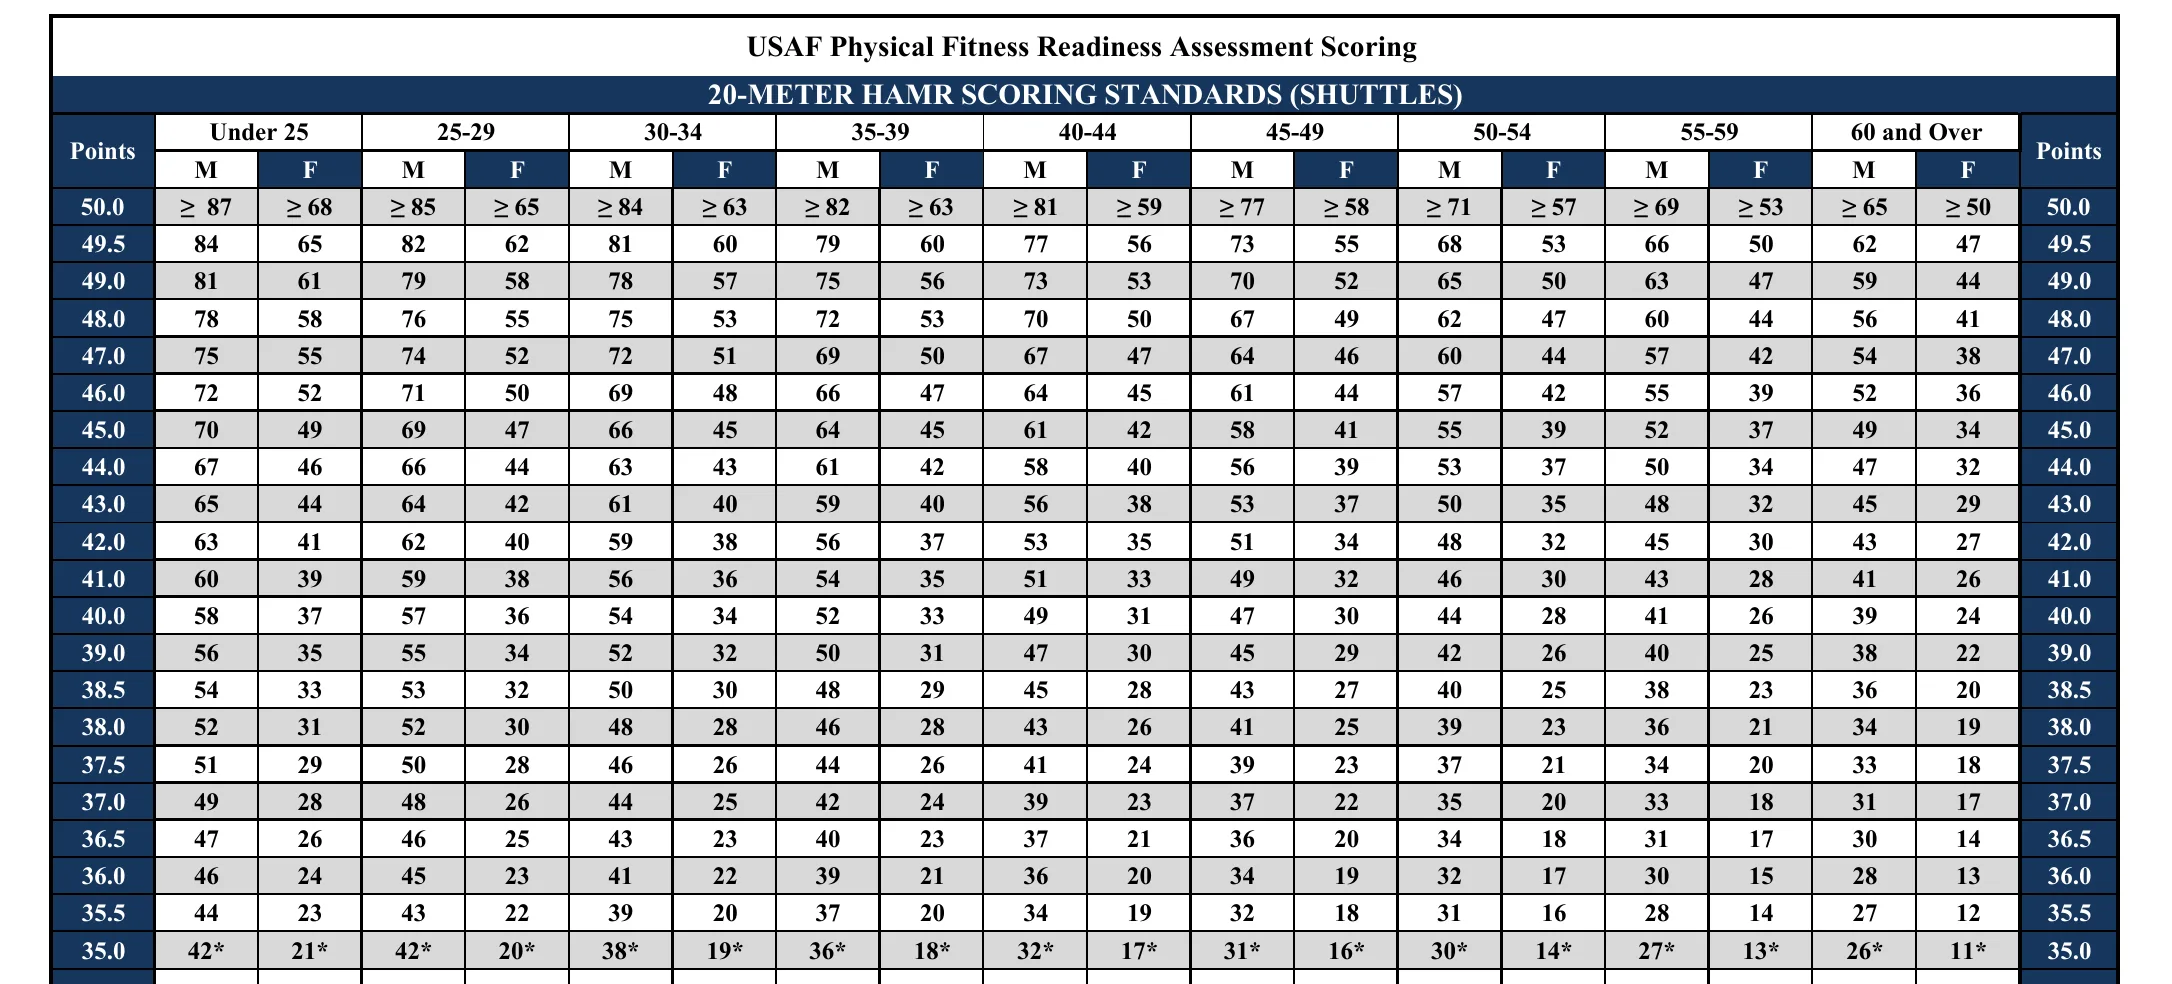 USAF Physical Fitness Readiness Assessment Scoring
20-METER HAMR SCORING STANDARDS (SHUTTLES)
Points Under 25 25-29 30-34 35-39 40-44 45-49 50-54 55-59 60 and Over Points
M F M F M F M F M F M F M F M F M F
50.0 ≥ 87 ≥ 68 ≥ 85 ≥ 65 ≥ 84 ≥ 63 ≥ 82 ≥ 63 ≥ 81 ≥ 59 ≥ 77 ≥ 58 ≥ 71 ≥ 57 ≥ 69 ≥ 53 ≥ 65 ≥ 50 50.0
49.5 84 65 82 62 81 60 79 60 77 56 73 55 68 53 66 50 62 47 49.5
49.0 81 61 79 58 78 57 75 56 73 53 70 52 65 50 63 47 59 44 49.0
48.0 78 58 76 55 75 53 72 53 70 50 67 49 62 47 60 44 56 41 48.0
47.0 75 55 74 52 72 51 69 50 67 47 64 46 60 44 57 42 54 38 47.0
46.0 72 52 71 50 69 48 66 47 64 45 61 44 57 42 55 39 52 36 46.0
45.0 70 49 69 47 66 45 64 45 61 42 58 41 55 39 52 37 49 34 45.0
44.0 67 46 66 44 63 43 61 42 58 40 56 39 53 37 50 34 47 32 44.0
43.0 65 44 64 42 61 40 59 40 56 38 53 37 50 35 48 32 45 29 43.0
42.0 63 41 62 40 59 38 56 37 53 35 51 34 48 32 45 30 43 27 42.0
41.0 60 39 59 38 56 36 54 35 51 33 49 32 46 30 43 28 41 26 41.0
40.0 58 37 57 36 54 34 52 33 49 31 47 30 44 28 41 26 39 24 40.0
39.0 56 35 55 34 52 32 50 31 47 30 45 29 42 26 40 25 38 22 39.0
38.5 54 33 53 32 50 30 48 29 45 28 43 27 40 25 38 23 36 20 38.5
38.0 52 31 52 30 48 28 46 28 43 26 41 25 39 23 36 21 34 19 38.0
37.5 51 29 50 28 46 26 44 26 41 24 39 23 37 21 34 20 33 18 37.5
37.0 49 28 48 26 44 25 42 24 39 23 37 22 35 20 33 18 31 17 37.0
36.5 47 26 46 25 43 23 40 23 37 21 36 20 34 18 31 17 30 14 36.5
36.0 46 24 45 23 41 22 39 21 36 20 34 19 32 17 30 15 28 13 36.0
35.5 44 23 43 22 39 20 37 20 34 19 32 18 31 16 28 14 27 12 35.5
35.0 42* 21* 42* 20* 38* 19* 36* 18* 32* 17* 31* 16* 30* 14* 27* 13* 26* 11* 35.0